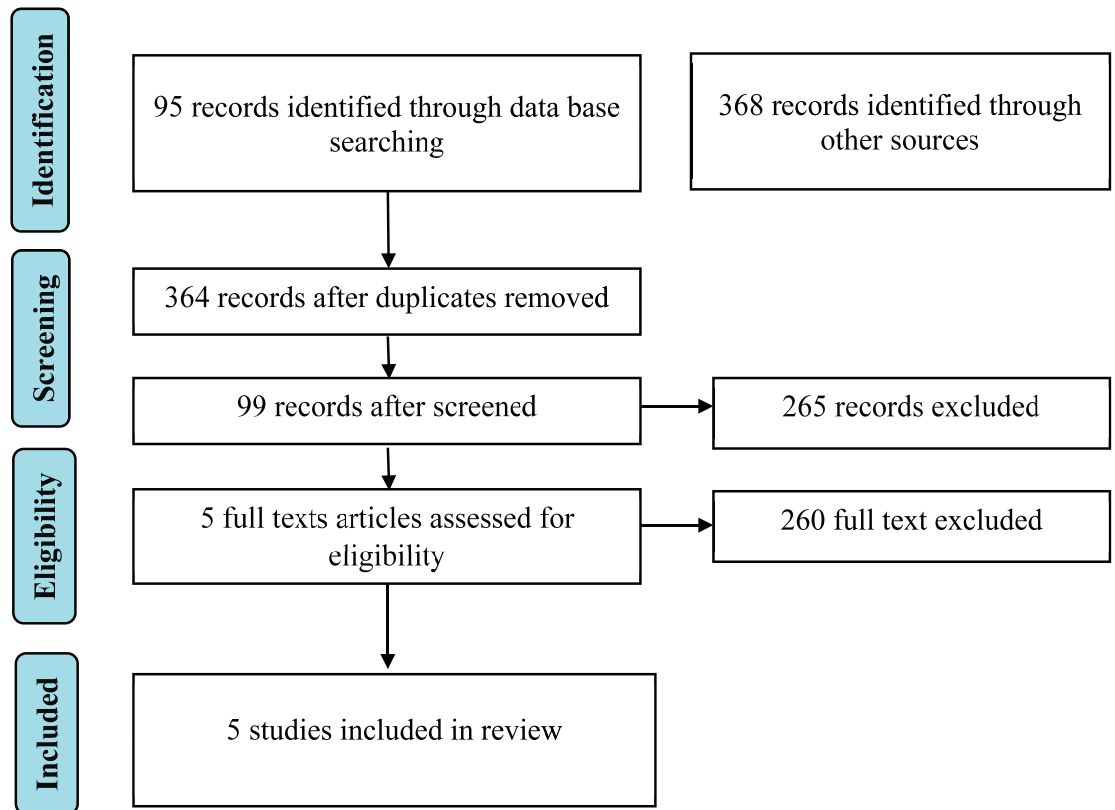 Identification
95 records identified through data base
searching
368 records identified through
other sources
Screening
364 records after duplicates removed
99 records after screened
265 records excluded
Eligibility
5 full texts articles assessed for
eligibility
260 full text excluded
Included
5 studies included in review